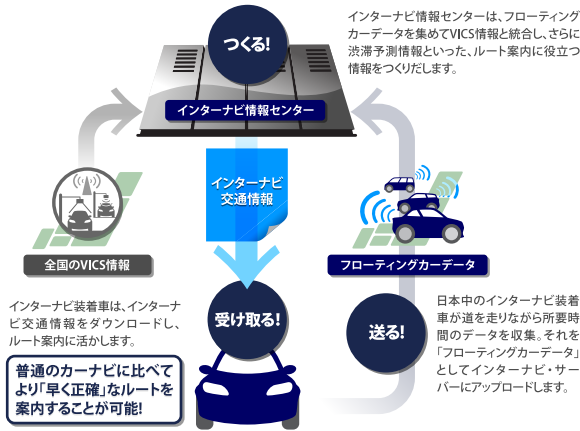 つくる!
インターナビ情報センターは、フローティング
カーデータを集めてVICS情報と統合し、さらに
渋滞予測情報といった、ルート案内に役立つ
情報をつくりだします。
インターナビ情報センター
インターナビ
交通情報
全国のVICS情報
フローティングカーデータ
インターナビ装着車は、インターナ
ビ交通情報をダウンロードし、
ルート案内に活かします。
普通のカーナビに比べて
より「早く正確」なルートを
案内することが可能!
受け取る!
送る!
日本中のインターナビ装着
車が道を走りながら所要時
間のデータを収集。それを
「フローティングカーデータ」
としてインターナビ・サー
バーにアップロードします。